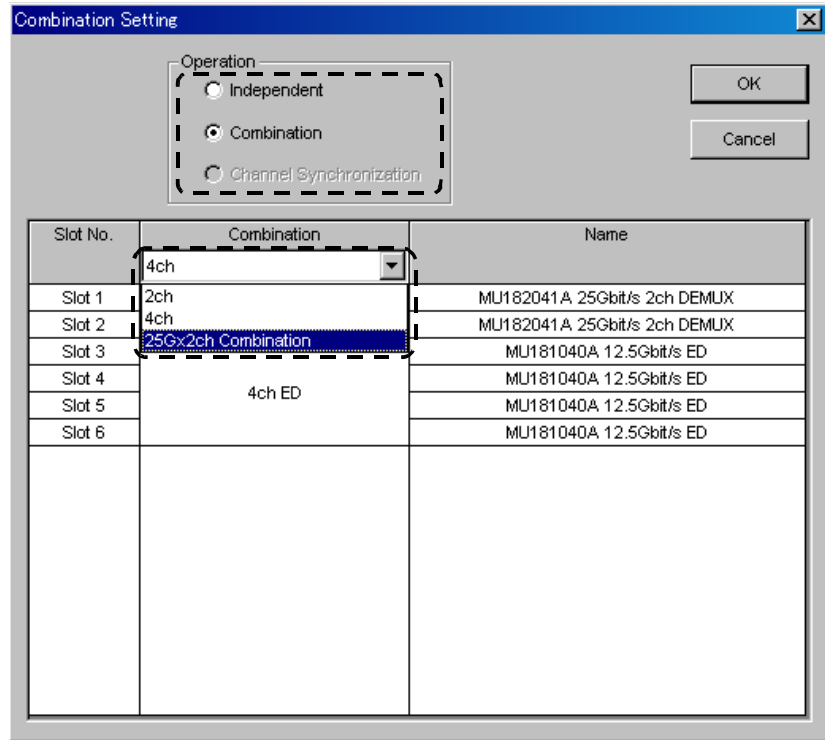 Combination Setting
Operation
Independent
Combination
Channel Synchronization
OK
Cancel
Slot No. Combination Name
4ch
2ch
4ch
25Gx2ch Combination
Slot 1 MU182041A 25Gbit/s 2ch DEMUX
Slot 2 MU182041A 25Gbit/s 2ch DEMUX
Slot 3 MU181040A 12.5Gbit/s ED
Slot 4 MU181040A 12.5Gbit/s ED
4ch ED
Slot 5 MU181040A 12.5Gbit/s ED
Slot 6 MU181040A 12.5Gbit/s ED